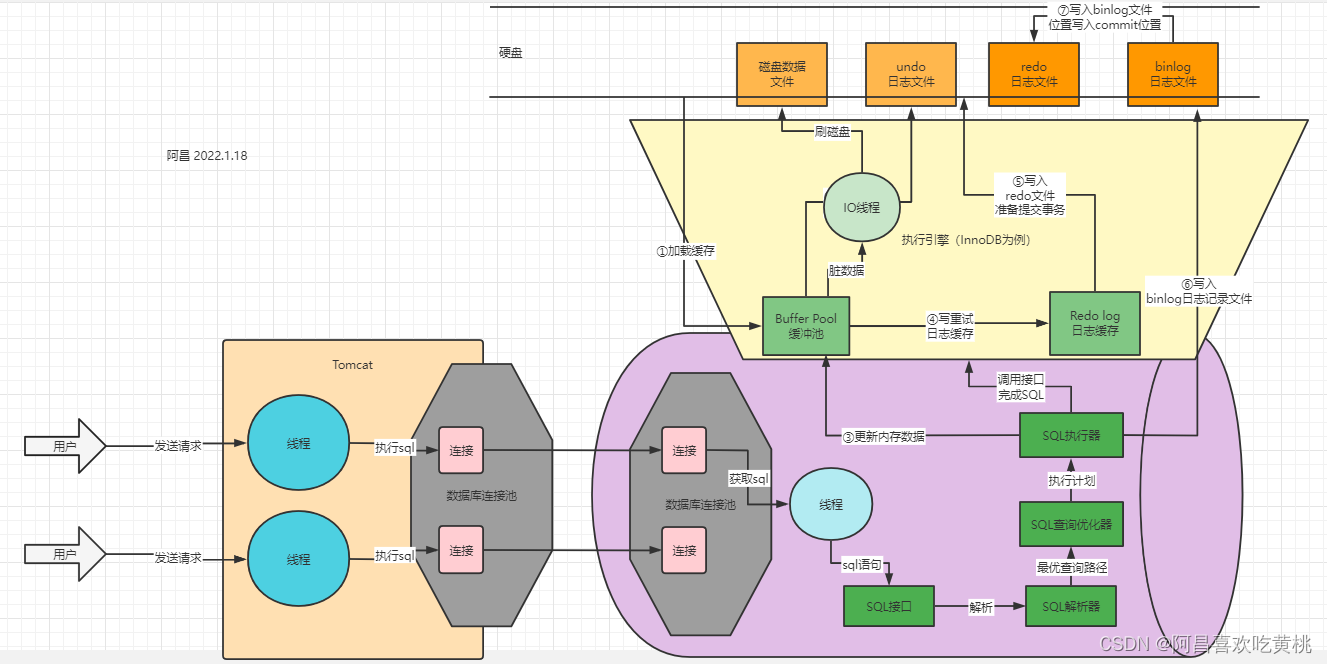 ⑦写入binlog文件
位置写入commit位置
硬盘
磁盘数据
文件
undo
日志文件
redo
日志文件
binlog
日志文件
阿昌 2022.1.18
刷磁盘
⑤写入
redo文件
准备提交事务
IO线程
执行引擎（InnoDB为例）
①加载缓存
脏数据
⑥写入
binlog日志记录文件
Buffer Pool
缓冲池
④写重试
日志缓存
Redo log
日志缓存
Tomcat
调用接口
完成SQL
用户
发送请求
线程
执行sql
连接
连接
③更新内存数据
SQL执行器
获取sql
执行计划
数据库连接池
数据库连接池
线程
SQL查询优化器
用户
发送请求
线程
执行sql
连接
连接
sql语句
最优查询路径
SQL接口
解析
SQL解析器
CSDN @阿昌喜欢吃黄桃